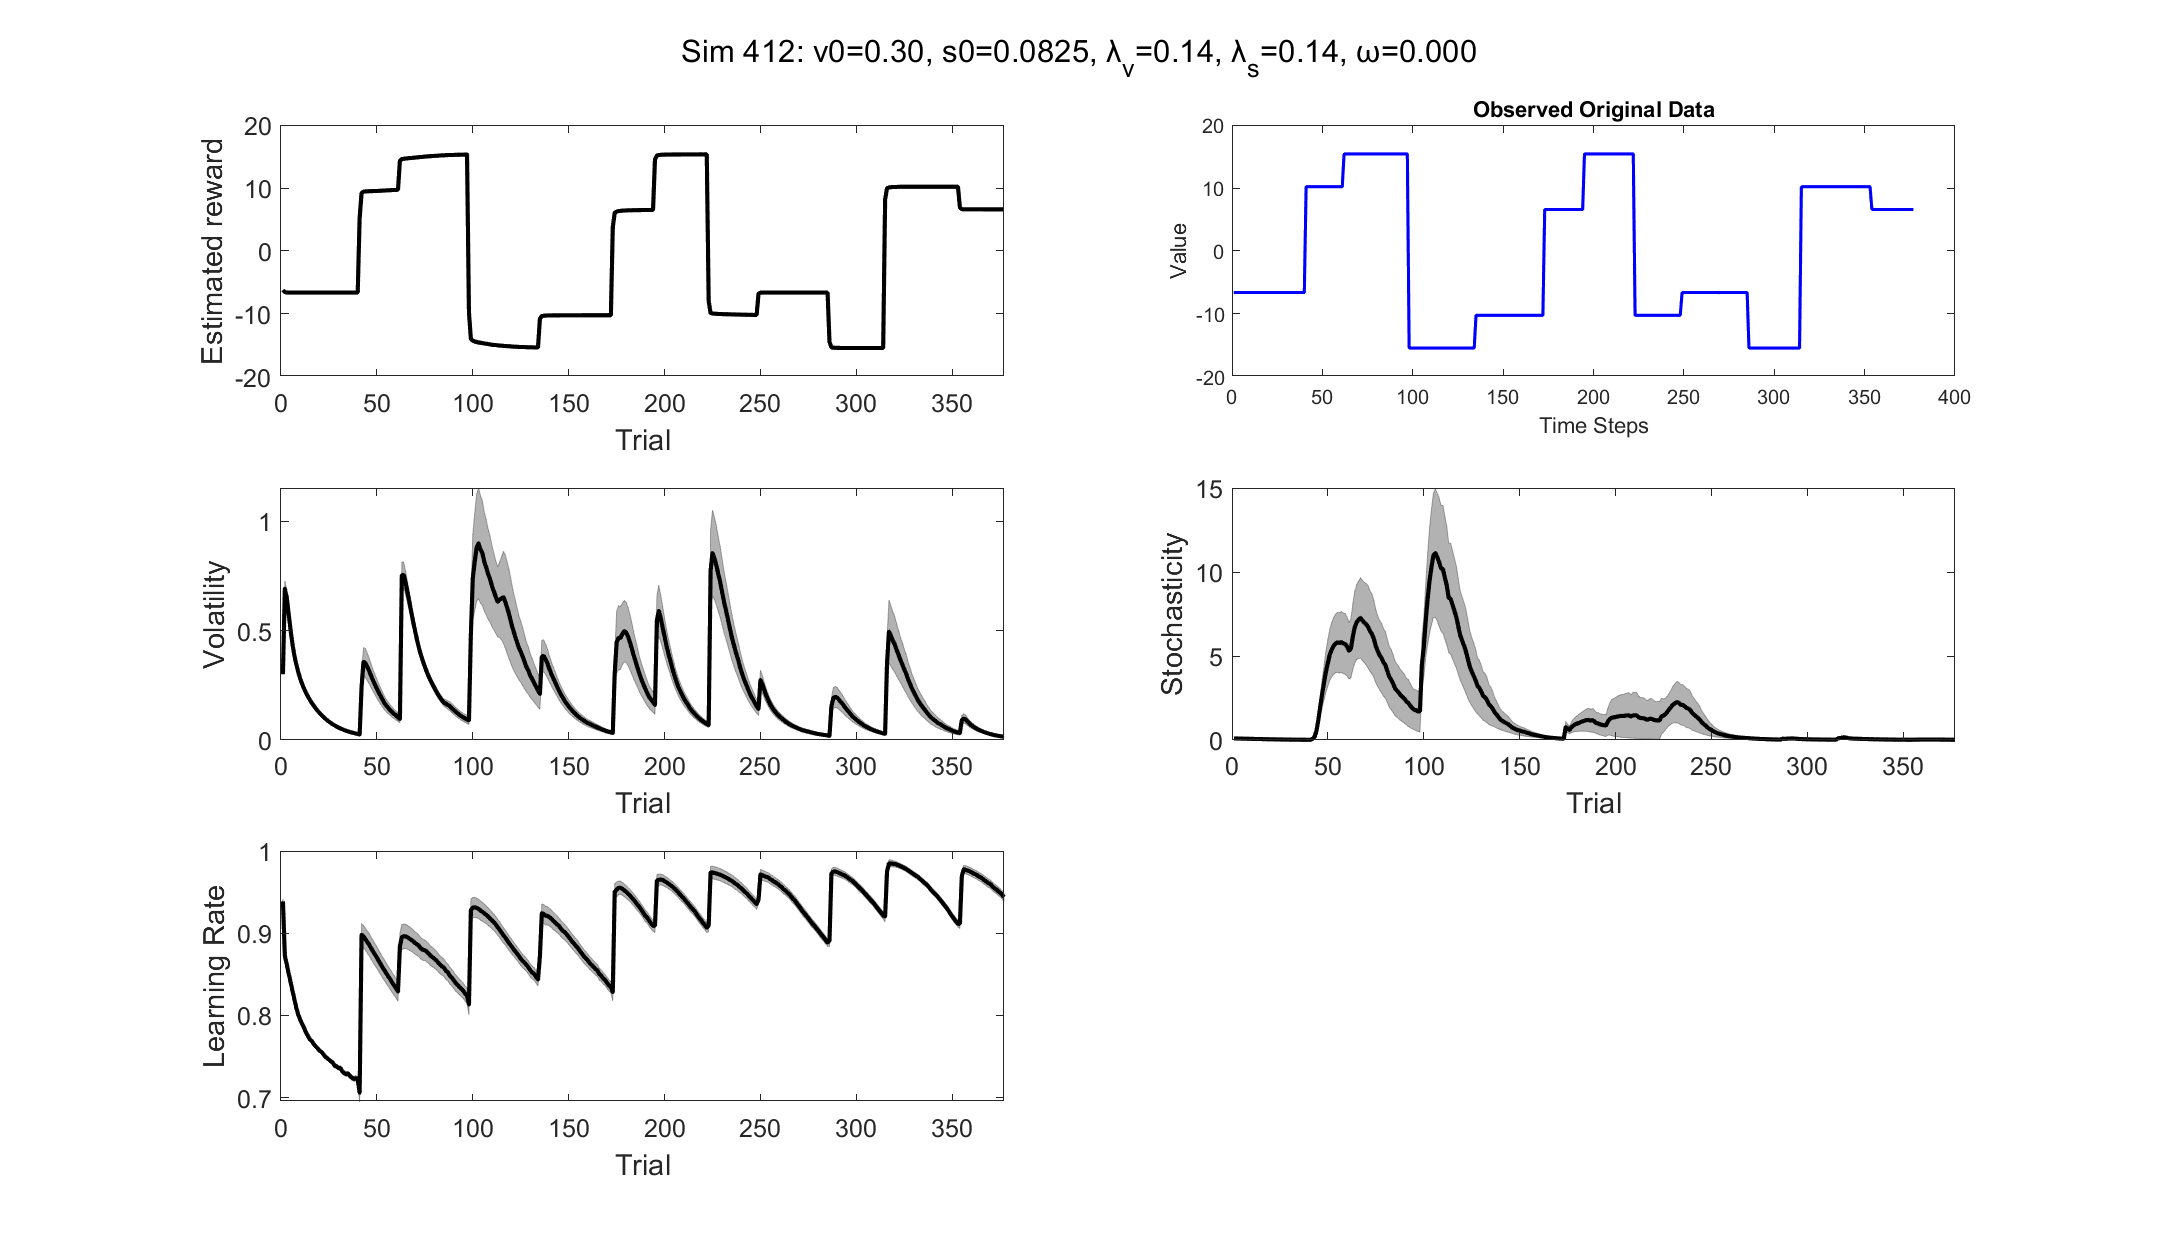 Sim 412: v0=0.30, s0=0.0825, λv=0.14, λs=0.14, ω=0.000
Estimated reward
20
10
0
-10
-20
0 50 100 150 200 250 300 350
Trial
Observed Original Data
Value
20
10
0
-10
-20
0 50 100 150 200 250 300 350 400
Time Steps
Volatility
1
0.5
0
0 50 100 150 200 250 300 350
Trial
Stochasticity
15
10
5
0
0 50 100 150 200 250 300 350
Trial
Learning Rate
1
0.9
0.8
0.7
0 50 100 150 200 250 300 350
Trial